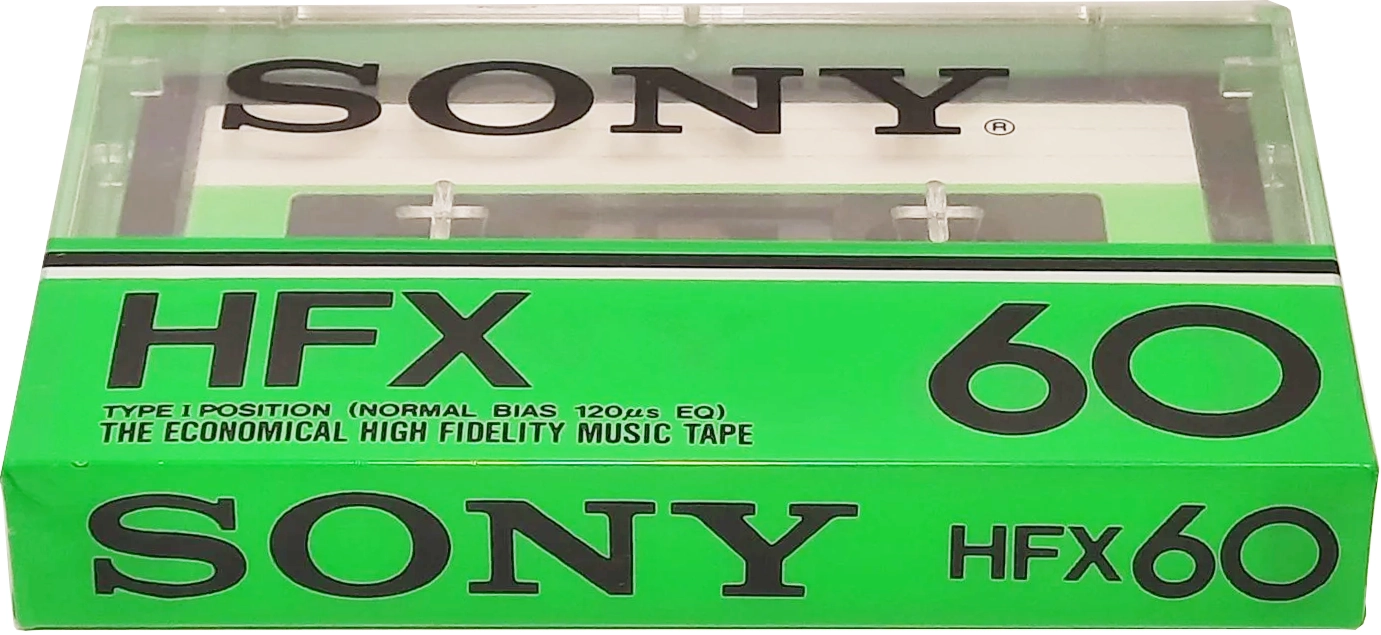 SONY®
HFX 60
TYPE I POSITION (NORMAL BIAS 120μs EQ)
THE ECONOMICAL HIGH FIDELITY MUSIC TAPE
SONY HFX60